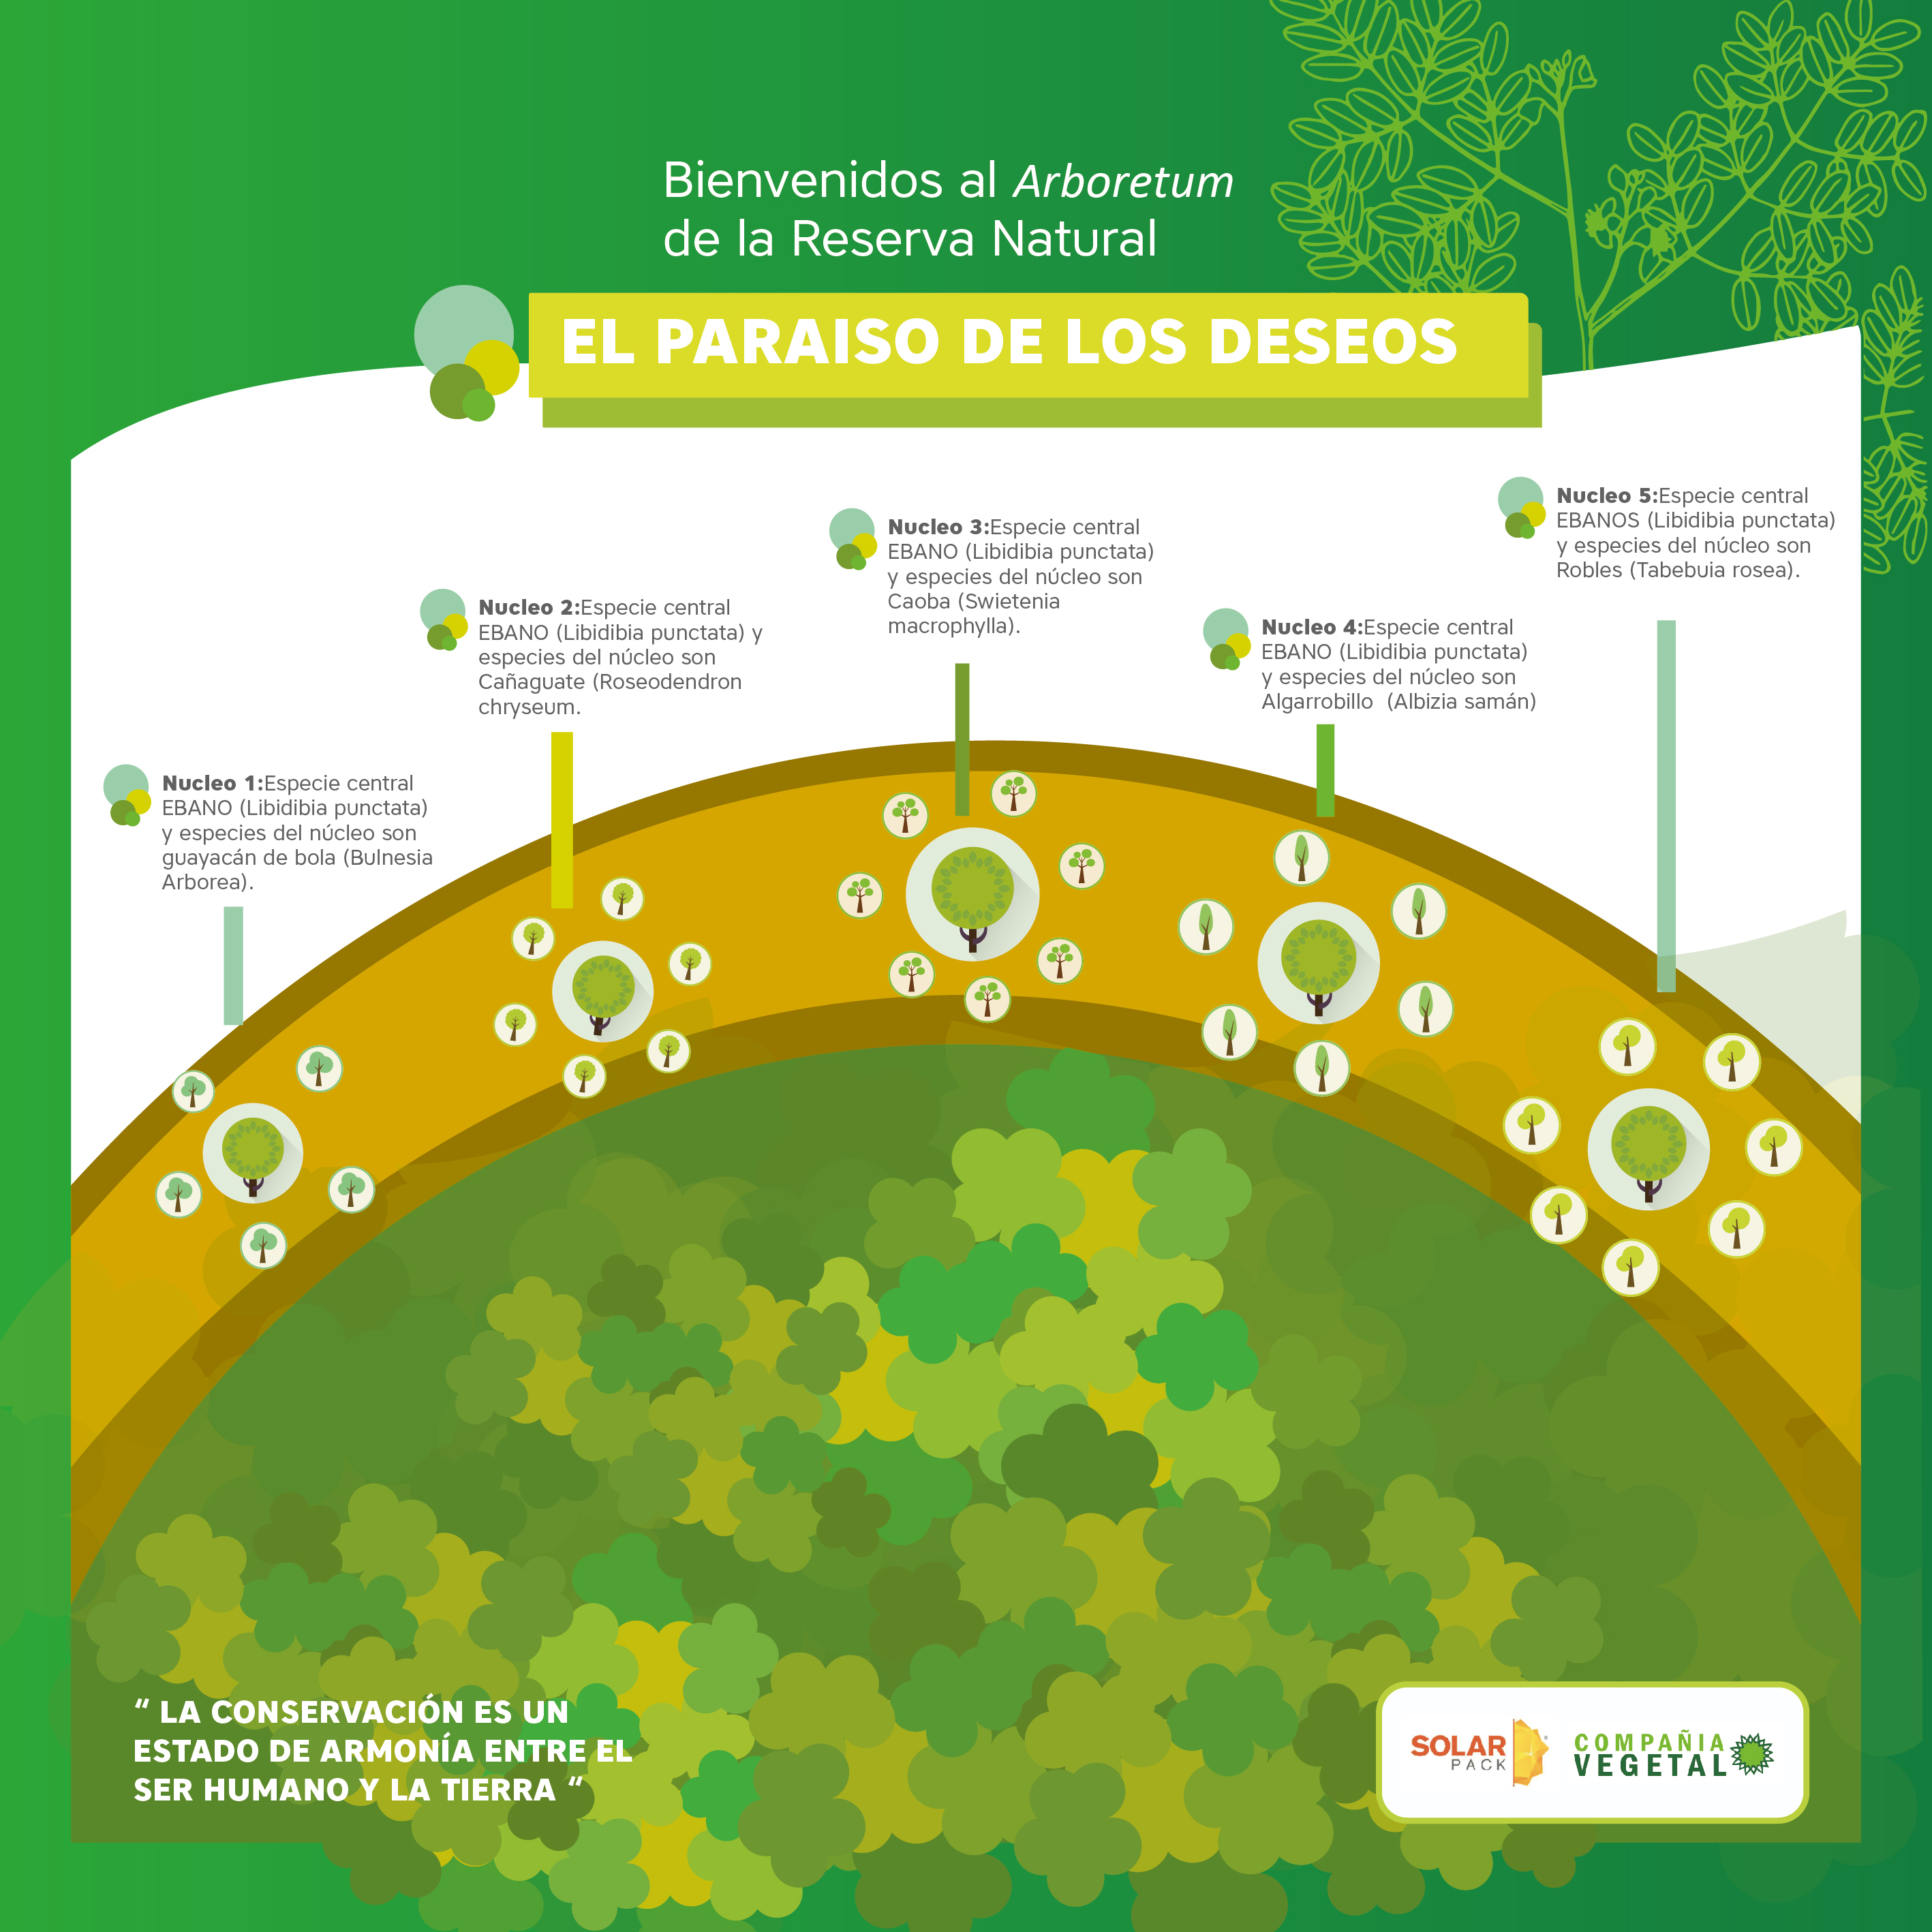 Bienvenidos al Arboretum
de la Reserva Natural
EL PARAISO DE LOS DESEOS
Nucleo 1:Especie central
EBANO (Libidibia punctata)
y especies del núcleo son
guayacán de bola (Bulnesia
Arborea).
Nucleo 2:Especie central
EBANO (Libidibia punctata) y
especies del núcleo son
Cañaguate (Roseodendron
chryseum.
Nucleo 3:Especie central
EBANO (Libidibia punctata)
y especies del núcleo son
Caoba (Swietenia
macrophylla).
Nucleo 4:Especie central
EBANO (Libidibia punctata)
y especies del núcleo son
Algarrobillo  (Albizia samán)
Nucleo 5:Especie central
EBANOS (Libidibia punctata)
y especies del núcleo son
Robles (Tabebuia rosea).
“ LA CONSERVACIÓN ES UN
ESTADO DE ARMONÍA ENTRE EL
SER HUMANO Y LA TIERRA “
SOLAR
PACK
COMPAÑIA
VEGETAL